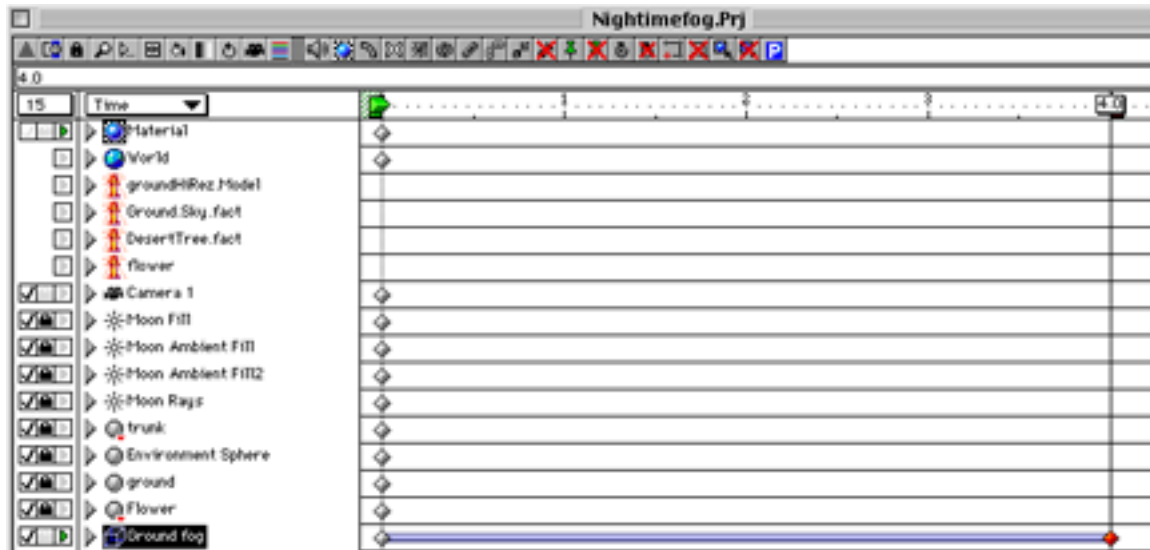 Nightimefog.Prj
4.0
15 Time 1 2 3 4.0
Material
World
groundHiRez.Model
Ground.Sky.fact
DesertTree.fact
flower
Camera 1
Moon Fill
Moon Ambient Fill
Moon Ambient Fill2
Moon Rays
trunk
Environment Sphere
ground
Flower
Ground fog